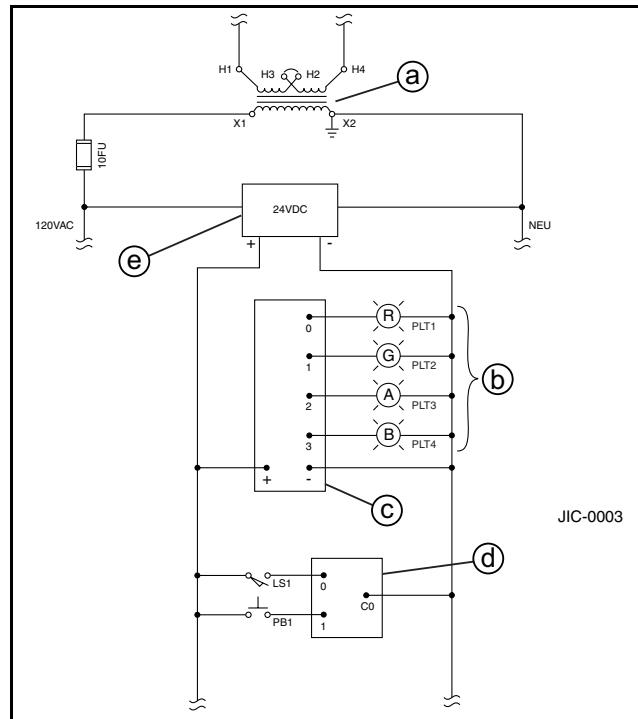 H1 H3 H2 H4
a
X1 X2
10FU
24VDC
120VAC NEU
e
+ -
R
0 PLT1
G
1 PLT2
b
A
2 PLT3
B
3 PLT4
+ -
c
JIC-0003
d
LS1 0
C0
PB1 1